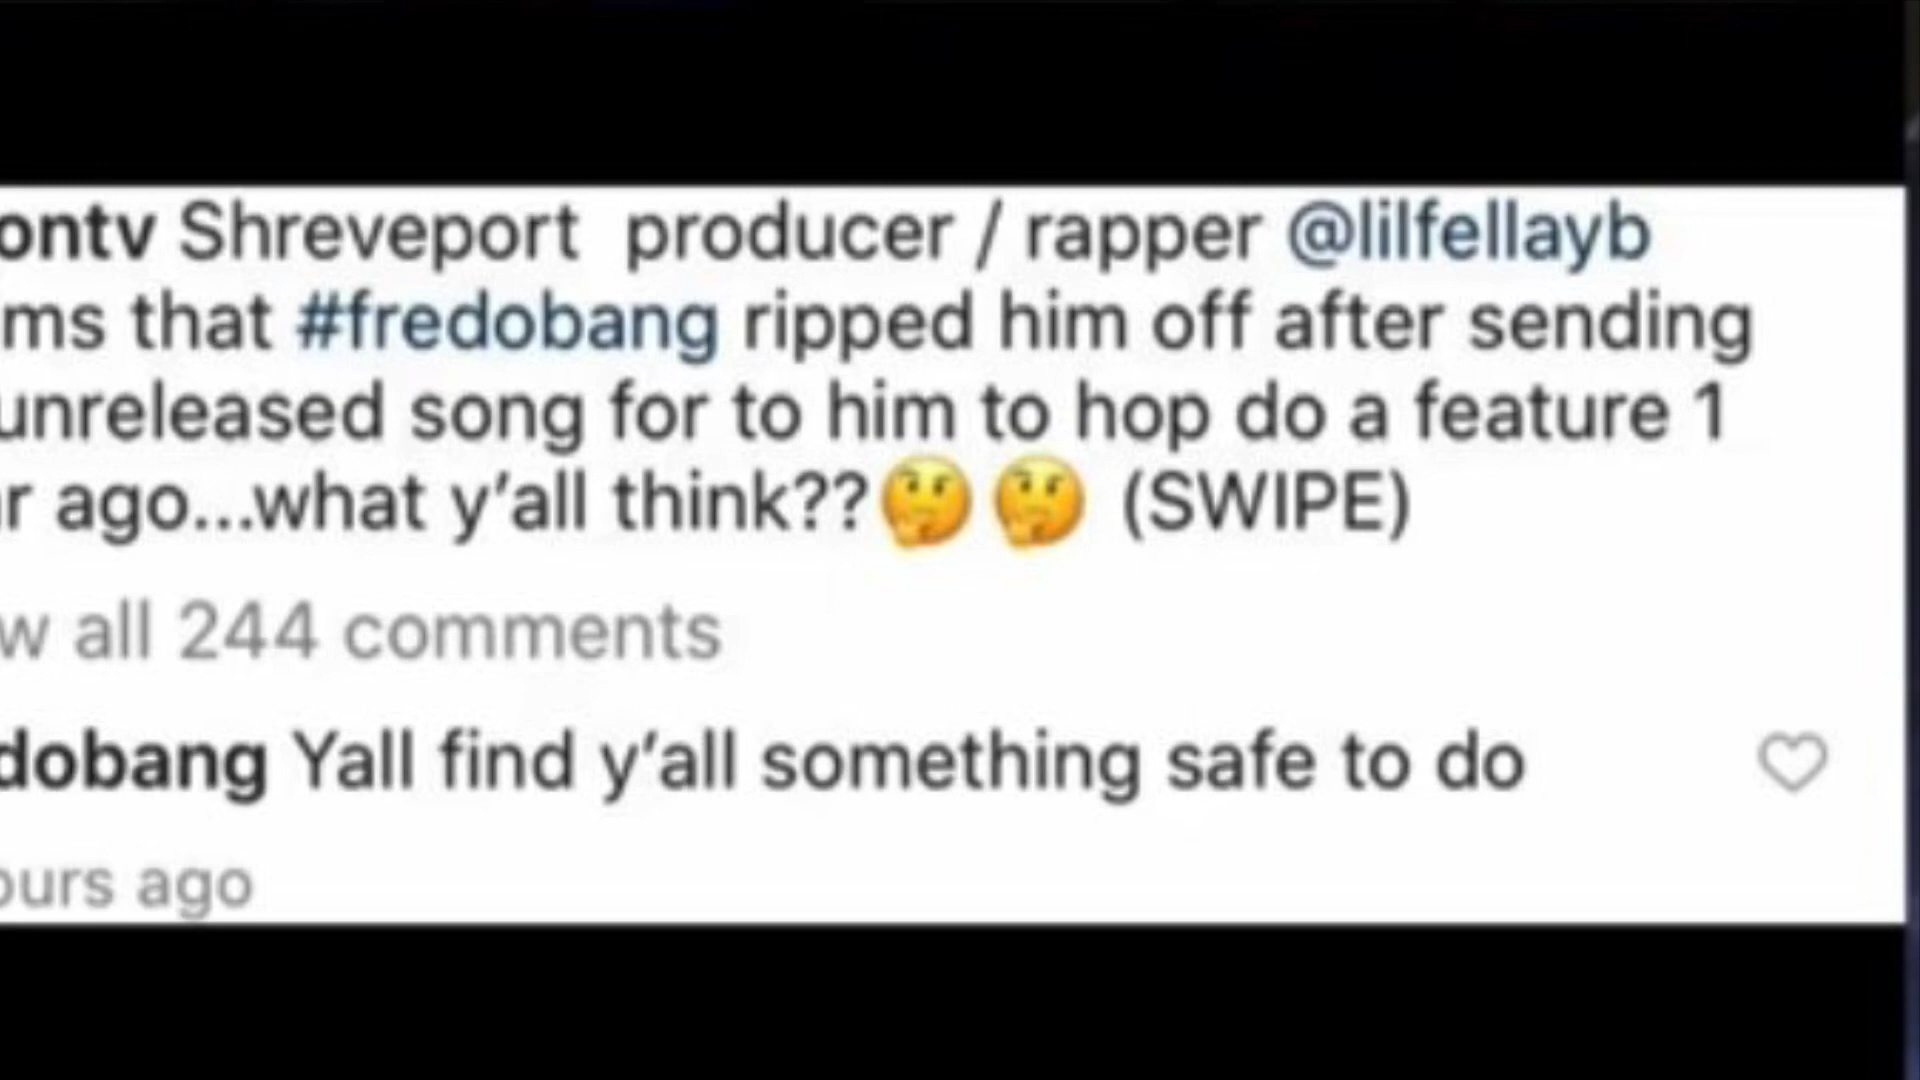 ontv Shreveport producer / rapper @lilfellayb
ms that #fredobang ripped him off after sending
unreleased song for to him to hop do a feature 1
r ago...what y'all think??🤔🤔 (SWIPE)
w all 244 comments
dobang Yall find y'all something safe to do
ours ago